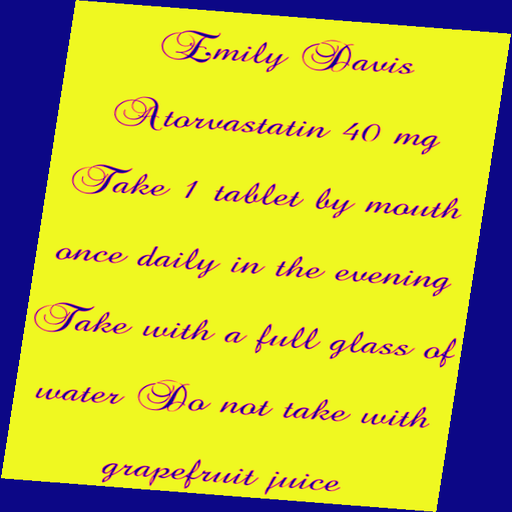 Emily Davis
Atorvastatin 40 mg
Take 1 tablet by mouth
once daily in the evening
Take with a full glass of
water Do not take with
grapefruit juice